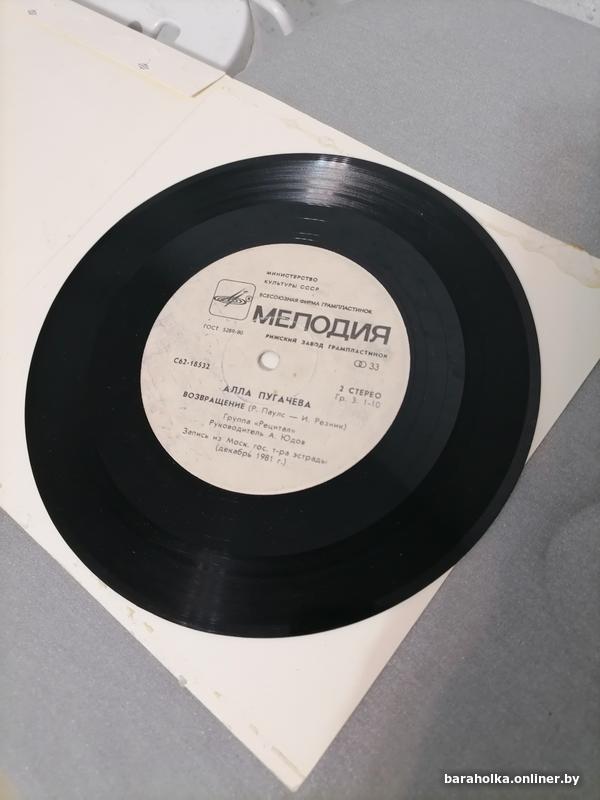 МИНИСТЕРСТВО
КУЛЬТУРЫ СССР
ВСЕСОЮЗНАЯ ФИРМА ГРАМПЛАСТИНОК
МЕЛОДИЯ
РИЖСКИЙ ЗАВОД ГРАМПЛАСТИНОК
ГОСТ 5289-80
33
С62-18532
2 СТЕРЕО
Гр. 3. 1-10
АЛЛА ПУГАЧЕВА
ВОЗВРАЩЕНИЕ (Р. Паулс — И. Резник)
Группа «Рецитал»
Руководитель А. Юдов
Запись из Моск. гос. т-ра эстрады
(декабрь 1981 г.)
baraholka.onliner.by